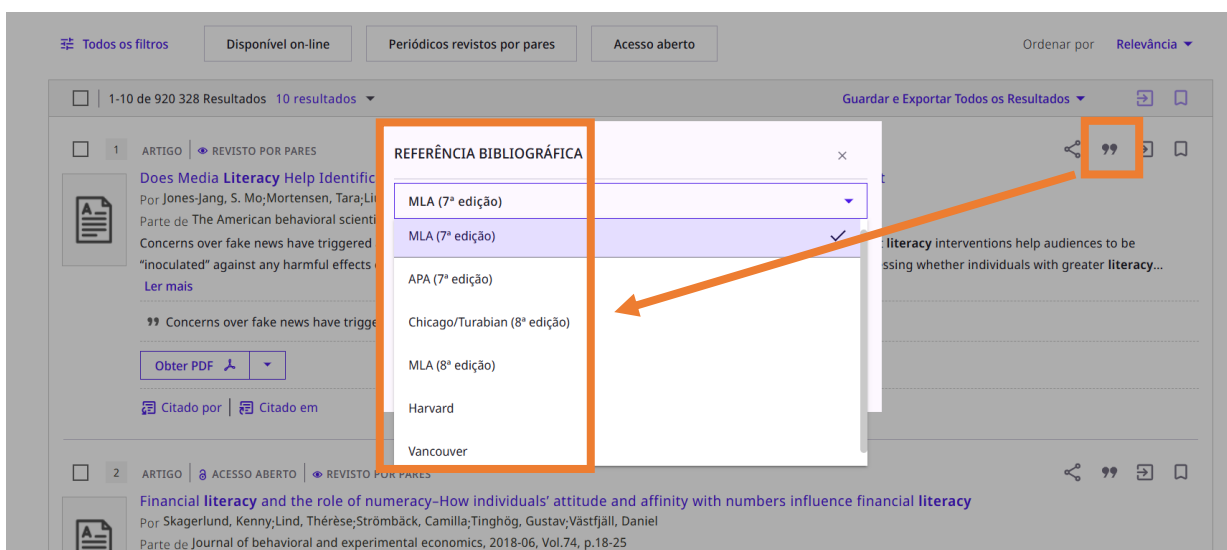 Todos os filtros Disponível on-line Periódicos revistos por pares Acesso aberto Ordenar por Relevância
1-10 de 920 328 Resultados 10 resultados Guardar e Exportar Todos os Resultados
1 ARTIGO REVISTO POR PARES
Does Media Literacy Help Identific
Por Jones-Jang, S. Mo;Mortensen, Tara;Li
Parte de The American behavioral scienti
Concerns over fake news have triggered literacy interventions help audiences to be
“inoculated” against any harmful effects ssing whether individuals with greater literacy...
Ler mais
Concerns over fake news have trigge
Obter PDF
Citado por Citado em
REFERÊNCIA BIBLIOGRÁFICA
MLA (7ª edição)
MLA (7ª edição)
APA (7ª edição)
Chicago/Turabian (8ª edição)
MLA (8ª edição)
Harvard
Vancouver
2 ARTIGO ACESSO ABERTO REVISTO POR PARES
Financial literacy and the role of numeracy–How individuals’ attitude and affinity with numbers influence financial literacy
Por Skagerlund, Kenny;Lind, Thérèse;Strömbäck, Camilla;Tinghög, Gustav;Västfjäll, Daniel
Parte de Journal of behavioral and experimental economics, 2018-06, Vol.74, p.18-25